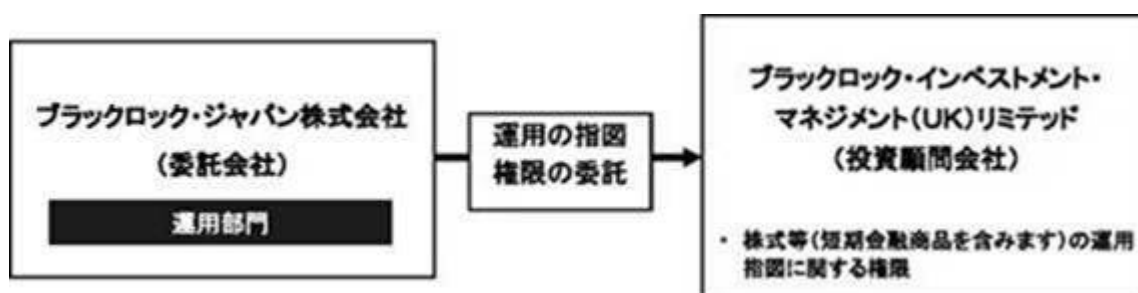 ブラックロック・ジャパン株式会社
(委託会社)
運用部門
運用の指図
権限の委託
ブラックロック・インベストメント・
マネジメント(UK)リミテッド
(投資顧問会社)
・ 株式等(短期金融商品を含みます)の運用
指図に関する権限